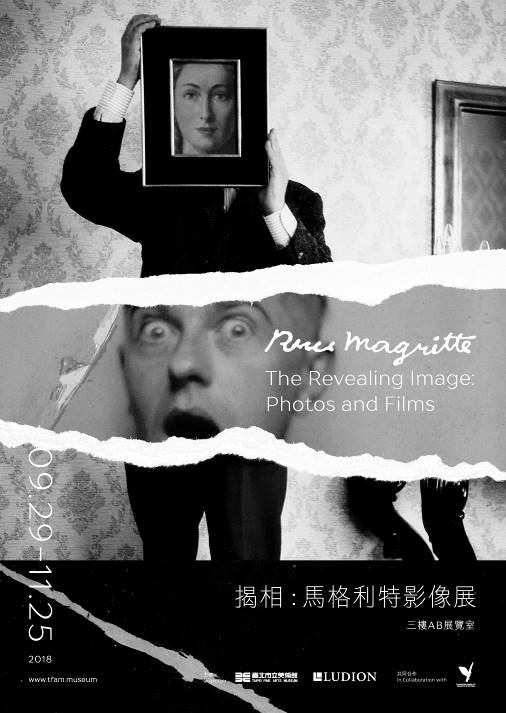 Rene Magritte
The Revealing Image:
Photos and Films
09.29-11.25
2018
www.tfam.museum
揭相:馬格利特影像展
三樓AB展覽室
臺北市立美術館
TAIPEI FINE ARTS MUSEUM
LUDION
共同合作
In Collaboration with